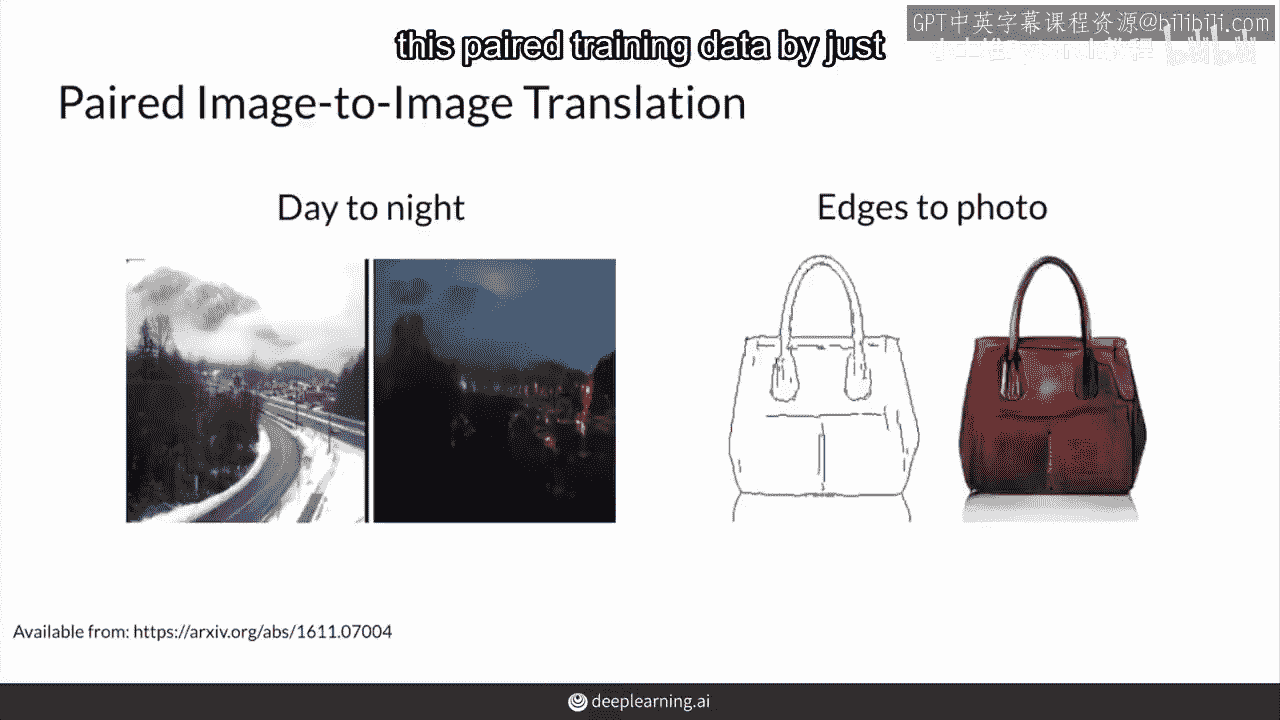 GPT中英字幕课程资源@bilibili.com
this paired training data by just
bilibili
Paired Image-to-Image Translation
Day to night
Edges to photo
Available from: https://arxiv.org/abs/1611.07004
deeplearning.ai